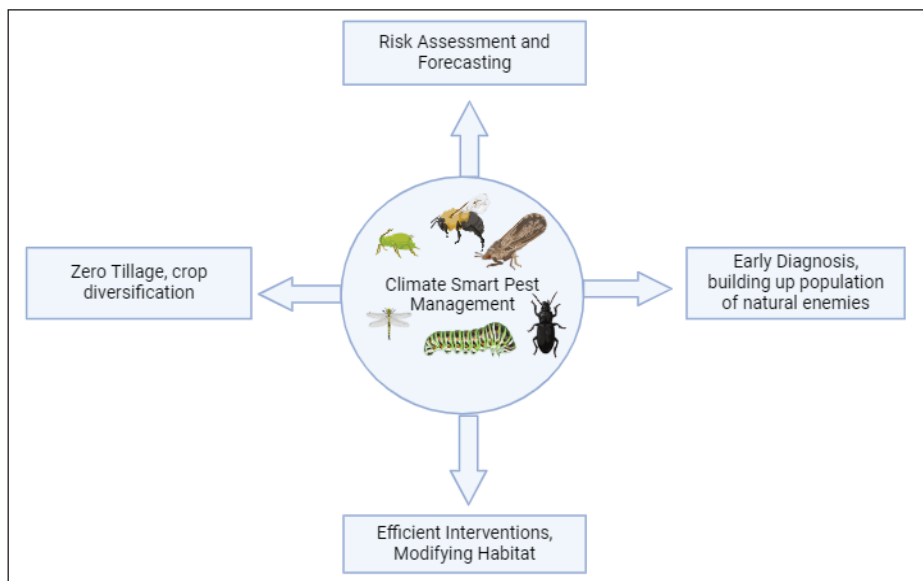 Risk Assessment and
Forecasting
Zero Tillage, crop
diversification
Climate Smart Pest
Management
Early Diagnosis,
building up population
of natural enemies
Efficient Interventions,
Modifying Habitat